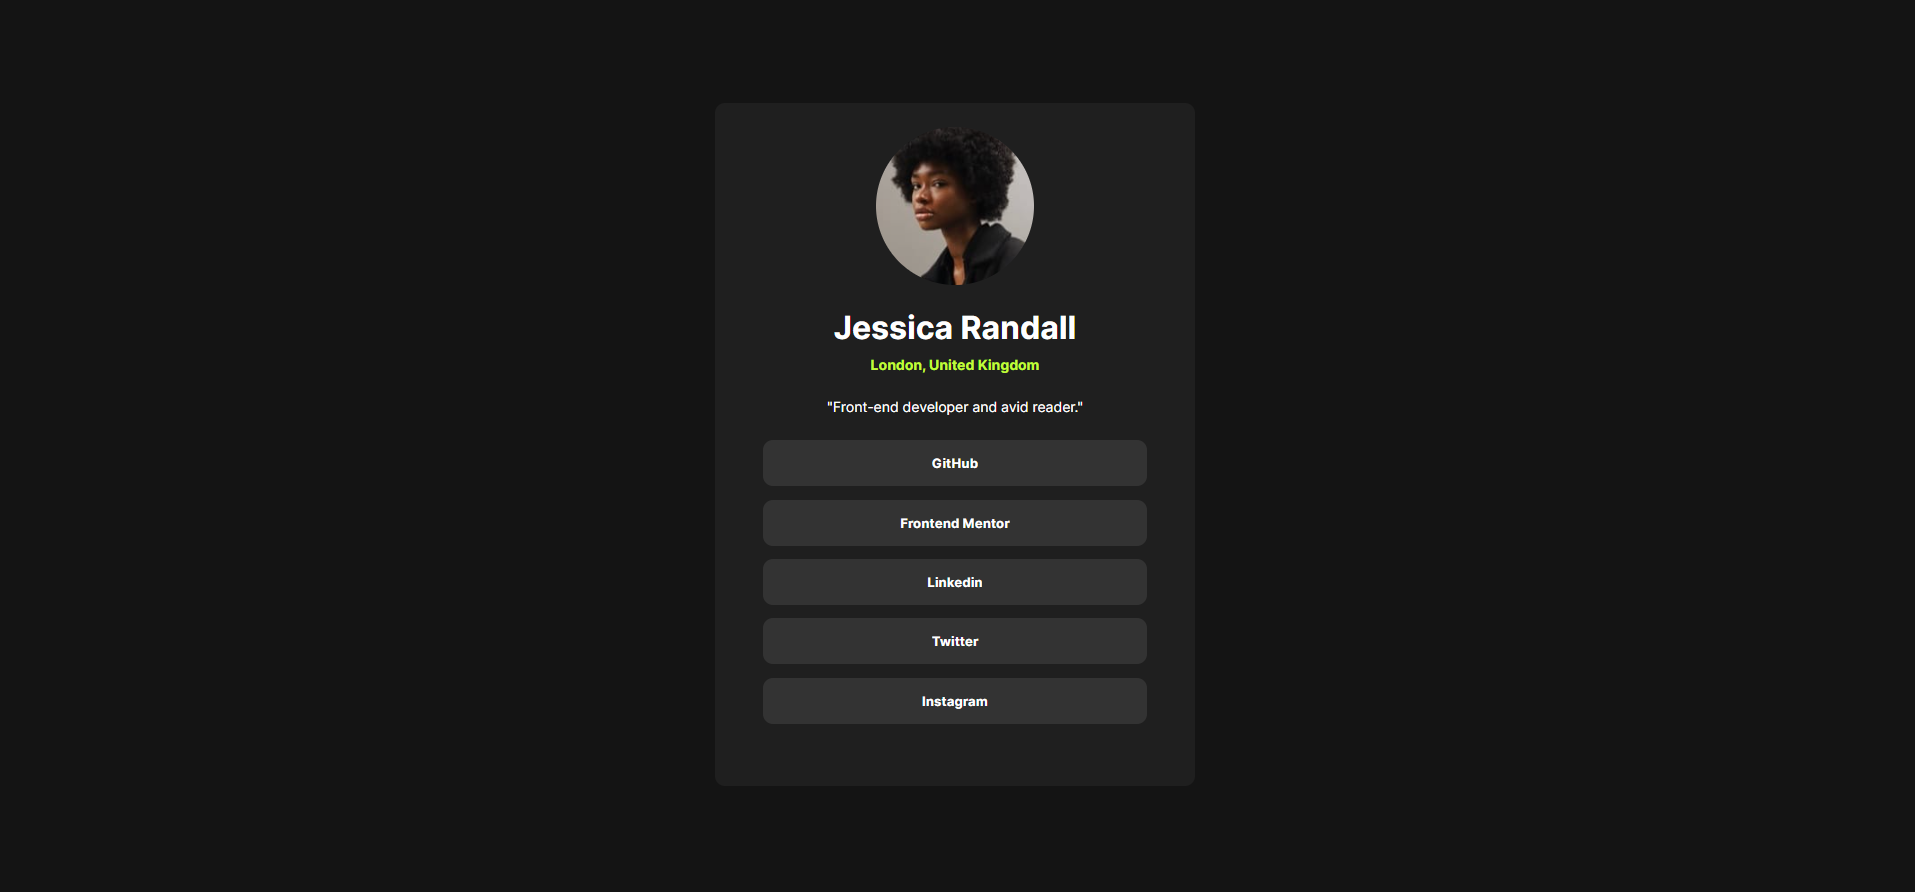 Jessica Randall
London, United Kingdom
"Front-end developer and avid reader."
GitHub
Frontend Mentor
Linkedin
Twitter
Instagram